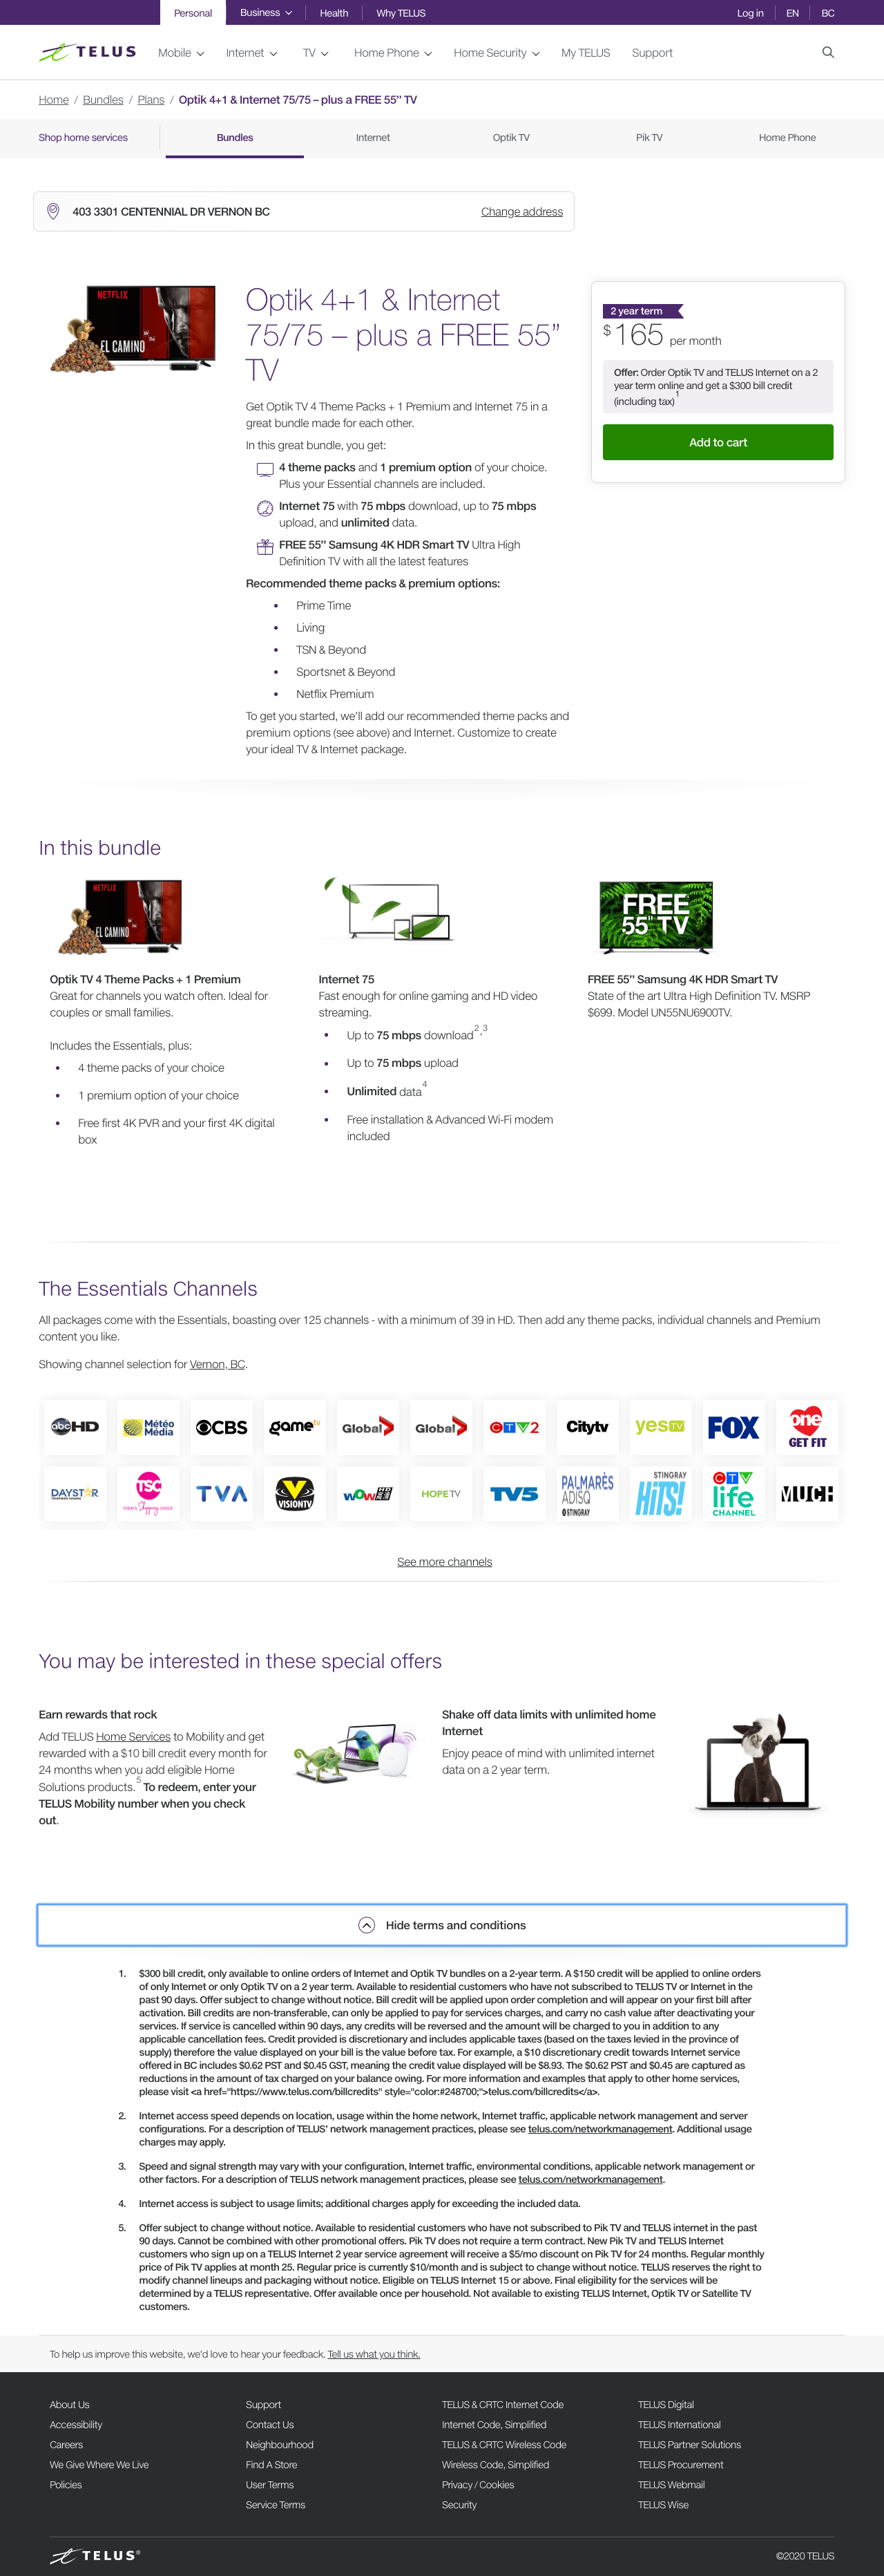 Personal Business Health Why TELUS Log in EN BC
TELUS Mobile Internet TV Home Phone Home Security My TELUS Support
Home / Bundles / Plans / Optik 4+1 & Internet 75/75 – plus a FREE 55” TV
Shop home services Bundles Internet Optik TV Pik TV Home Phone
403 3301 CENTENNIAL DR VERNON BC Change address
NETFLIX
EL CAMINO
Optik 4+1 & Internet
75/75 – plus a FREE 55”
TV
Get Optik TV 4 Theme Packs + 1 Premium and Internet 75 in a
great bundle made for each other.
In this great bundle, you get:
4 theme packs and 1 premium option of your choice.
Plus your Essential channels are included.
Internet 75 with 75 mbps download, up to 75 mbps
upload, and unlimited data.
FREE 55” Samsung 4K HDR Smart TV Ultra High
Definition TV with all the latest features
Recommended theme packs & premium options:
• Prime Time
• Living
• TSN & Beyond
• Sportsnet & Beyond
• Netflix Premium
To get you started, we’ll add our recommended theme packs and
premium options (see above) and Internet. Customize to create
your ideal TV & Internet package.
2 year term
$165 per month
Offer: Order Optik TV and TELUS Internet on a 2
year term online and get a $300 bill credit
(including tax)1
Add to cart
In this bundle
NETFLIX
EL CAMINO
Optik TV 4 Theme Packs + 1 Premium
Great for channels you watch often. Ideal for
couples or small families.
Includes the Essentials, plus:
• 4 theme packs of your choice
• 1 premium option of your choice
• Free first 4K PVR and your first 4K digital
box
Internet 75
Fast enough for online gaming and HD video
streaming.
• Up to 75 mbps download2,3
• Up to 75 mbps upload
• Unlimited data4
• Free installation & Advanced Wi-Fi modem
included
FREE
55" TV
FREE 55” Samsung 4K HDR Smart TV
State of the art Ultra High Definition TV. MSRP
$699. Model UN55NU6900TV.
The Essentials Channels
All packages come with the Essentials, boasting over 125 channels - with a minimum of 39 in HD. Then add any theme packs, individual channels and Premium
content you like.
Showing channel selection for Vernon, BC.
abc HD Météo Média CBS game tv Global Global CTV2 Citytv yes TV FOX one GET FIT
DAYSTAR TSC TODAY'S Shopping CHOICE TVA VISIONTV WOW HD HOPETV TV5 PALMARÈS ADISQ STINGRAY STINGRAY HiTS! CTV life CHANNEL MUCH
See more channels
You may be interested in these special offers
Earn rewards that rock
Add TELUS Home Services to Mobility and get
rewarded with a $10 bill credit every month for
24 months when you add eligible Home
Solutions products.5 To redeem, enter your
TELUS Mobility number when you check
out.
Shake off data limits with unlimited home
Internet
Enjoy peace of mind with unlimited internet
data on a 2 year term.
Hide terms and conditions
1. $300 bill credit, only available to online orders of Internet and Optik TV bundles on a 2-year term. A $150 credit will be applied to online orders
of only Internet or only Optik TV on a 2 year term. Available to residential customers who have not subscribed to TELUS TV or Internet in the
past 90 days. Offer subject to change without notice. Bill credit will be applied upon order completion and will appear on your first bill after
activation. Bill credits are non-transferable, can only be applied to pay for services charges, and carry no cash value after deactivating your
services. If service is cancelled within 90 days, any credits will be reversed and the amount will be charged to you in addition to any
applicable cancellation fees. Credit provided is discretionary and includes applicable taxes (based on the taxes levied in the province of
supply) therefore the value displayed on your bill is the value before tax. For example, a $10 discretionary credit towards Internet service
offered in BC includes $0.62 PST and $0.45 GST, meaning the credit value displayed will be $8.93. The $0.62 PST and $0.45 are captured as
reductions in the amount of tax charged on your balance owing. For more information and examples that apply to other home services,
please visit <a href="https://www.telus.com/billcredits" style="color:#248700;">telus.com/billcredits</a>.
2. Internet access speed depends on location, usage within the home network, Internet traffic, applicable network management and server
configurations. For a description of TELUS’ network management practices, please see telus.com/networkmanagement. Additional usage
charges may apply.
3. Speed and signal strength may vary with your configuration, Internet traffic, environmental conditions, applicable network management or
other factors. For a description of TELUS network management practices, please see telus.com/networkmanagement.
4. Internet access is subject to usage limits; additional charges apply for exceeding the included data.
5. Offer subject to change without notice. Available to residential customers who have not subscribed to Pik TV and TELUS internet in the past
90 days. Cannot be combined with other promotional offers. Pik TV does not require a term contract. New Pik TV and TELUS Internet
customers who sign up on a TELUS Internet 2 year service agreement will receive a $5/mo discount on Pik TV for 24 months. Regular monthly
price of Pik TV applies at month 25. Regular price is currently $10/month and is subject to change without notice. TELUS reserves the right to
modify channel lineups and packaging without notice. Eligible on TELUS Internet 15 or above. Final eligibility for the services will be
determined by a TELUS representative. Offer available once per household. Not available to existing TELUS Internet, Optik TV or Satellite TV
customers.
To help us improve this website, we'd love to hear your feedback. Tell us what you think.
About Us Support TELUS & CRTC Internet Code TELUS Digital
Accessibility Contact Us Internet Code, Simplified TELUS International
Careers Neighbourhood TELUS & CRTC Wireless Code TELUS Partner Solutions
We Give Where We Live Find A Store Wireless Code, Simplified TELUS Procurement
Policies User Terms Privacy / Cookies TELUS Webmail
Service Terms Security TELUS Wise
TELUS® ©2020 TELUS